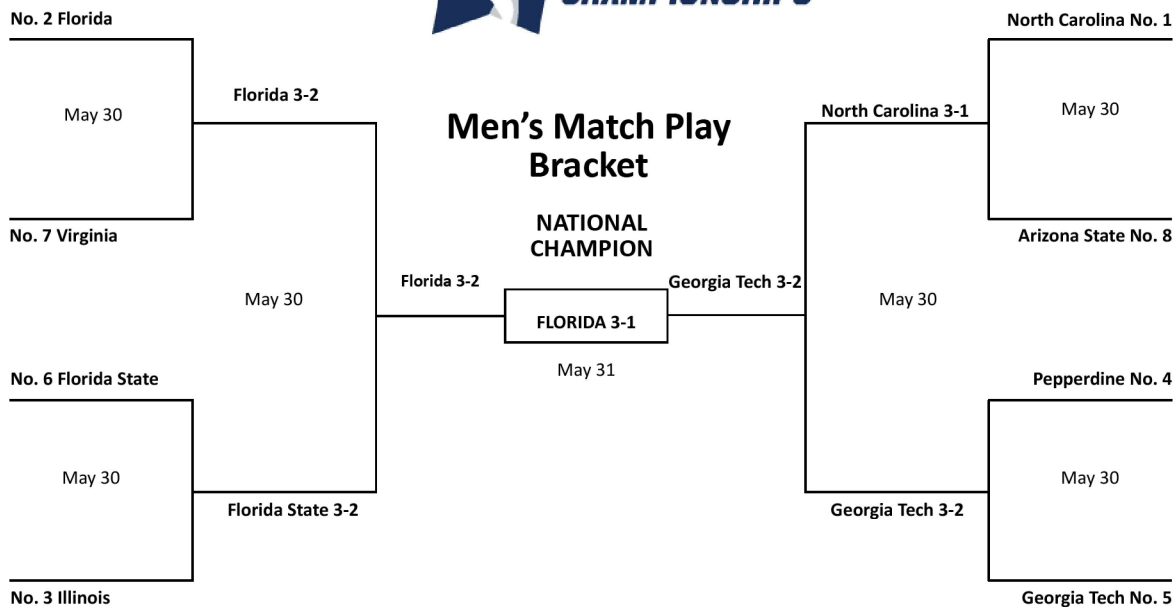 CHAMPIONSHIPS
No. 2 Florida
North Carolina No. 1
May 30
Florida 3-2
Men’s Match Play
Bracket
North Carolina 3-1
May 30
No. 7 Virginia
NATIONAL
CHAMPION
Arizona State No. 8
May 30
Florida 3-2
FLORIDA 3-1
Georgia Tech 3-2
May 30
May 31
No. 6 Florida State
Pepperdine No. 4
May 30
May 30
Florida State 3-2
Georgia Tech 3-2
No. 3 Illinois
Georgia Tech No. 5